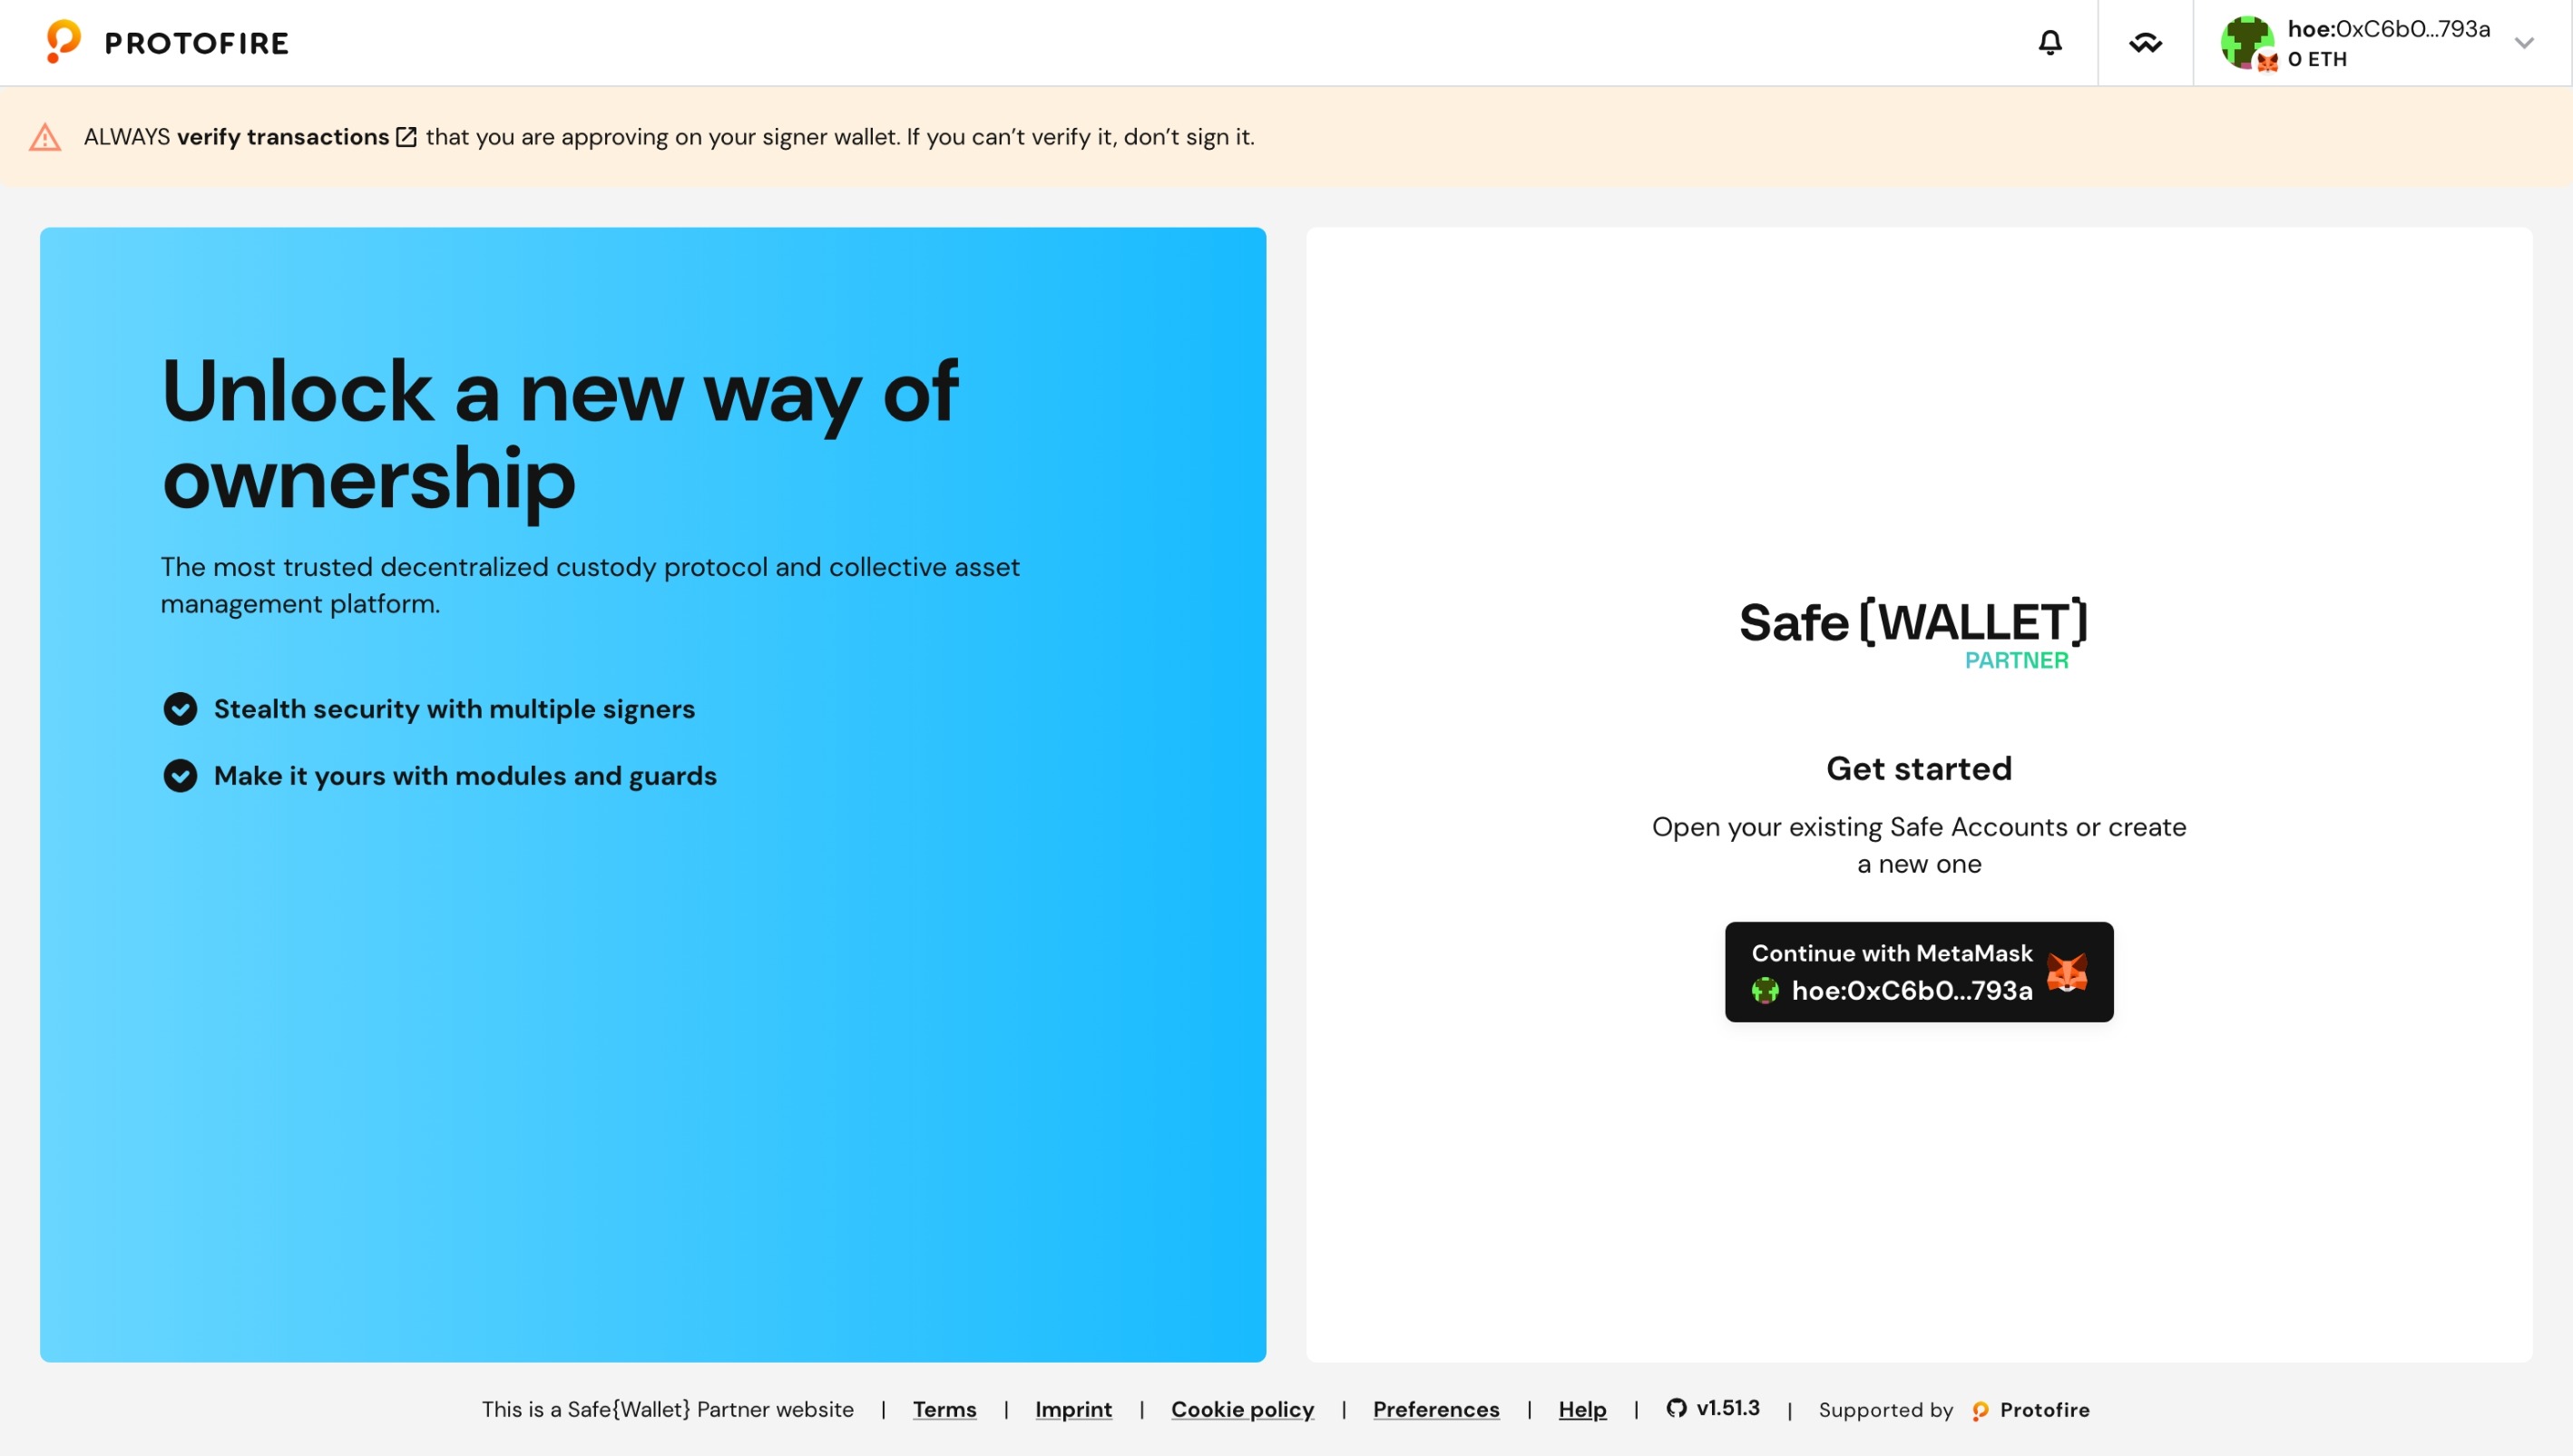 PROTOFIRE
hoe:0xC6b0...793a
0 ETH
ALWAYS verify transactions that you are approving on your signer wallet. If you can’t verify it, don’t sign it.
Unlock a new way of
ownership
The most trusted decentralized custody protocol and collective asset
management platform.
Stealth security with multiple signers
Make it yours with modules and guards
Safe{WALLET}
PARTNER
Get started
Open your existing Safe Accounts or create
a new one
Continue with MetaMask
hoe:0xC6b0...793a
This is a Safe{Wallet} Partner website | Terms | Imprint | Cookie policy | Preferences | Help | v1.51.3 | Supported by Protofire